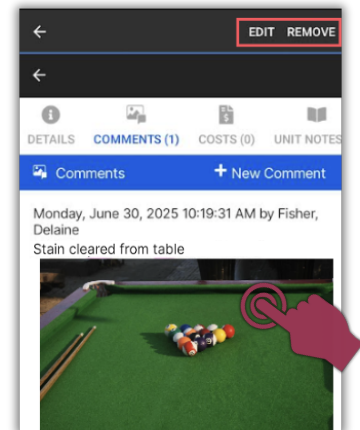 EDIT REMOVE
DETAILS COMMENTS (1) COSTS (0) UNIT NOTES
Comments + New Comment
Monday, June 30, 2025 10:19:31 AM by Fisher,
Delaine
Stain cleared from table